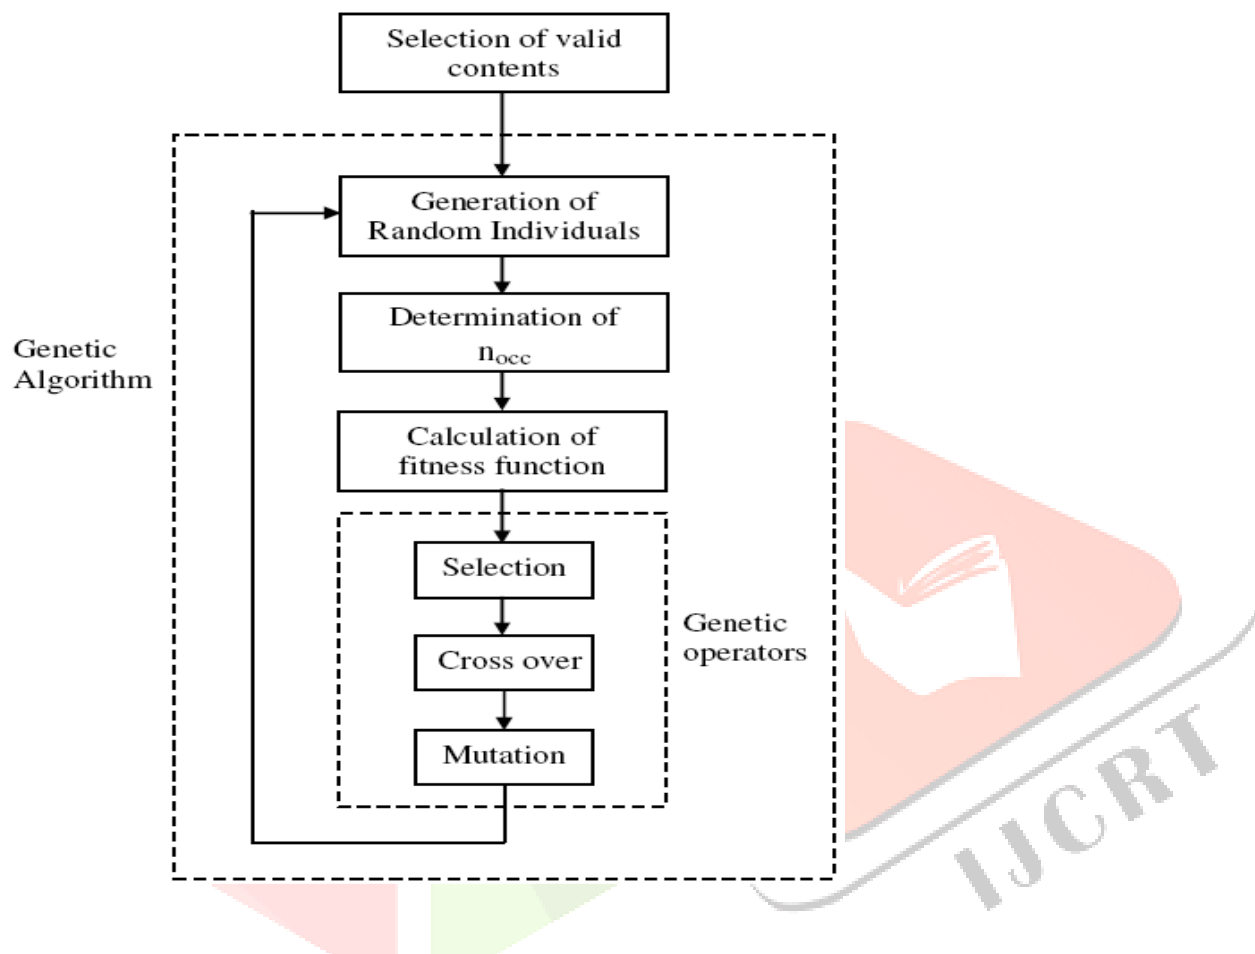 Selection of valid
contents
Generation of
Random Individuals
Determination of
nocc
Genetic
Algorithm
Calculation of
fitness function
Selection
Genetic
operators
Cross over
Mutation
IJCRT